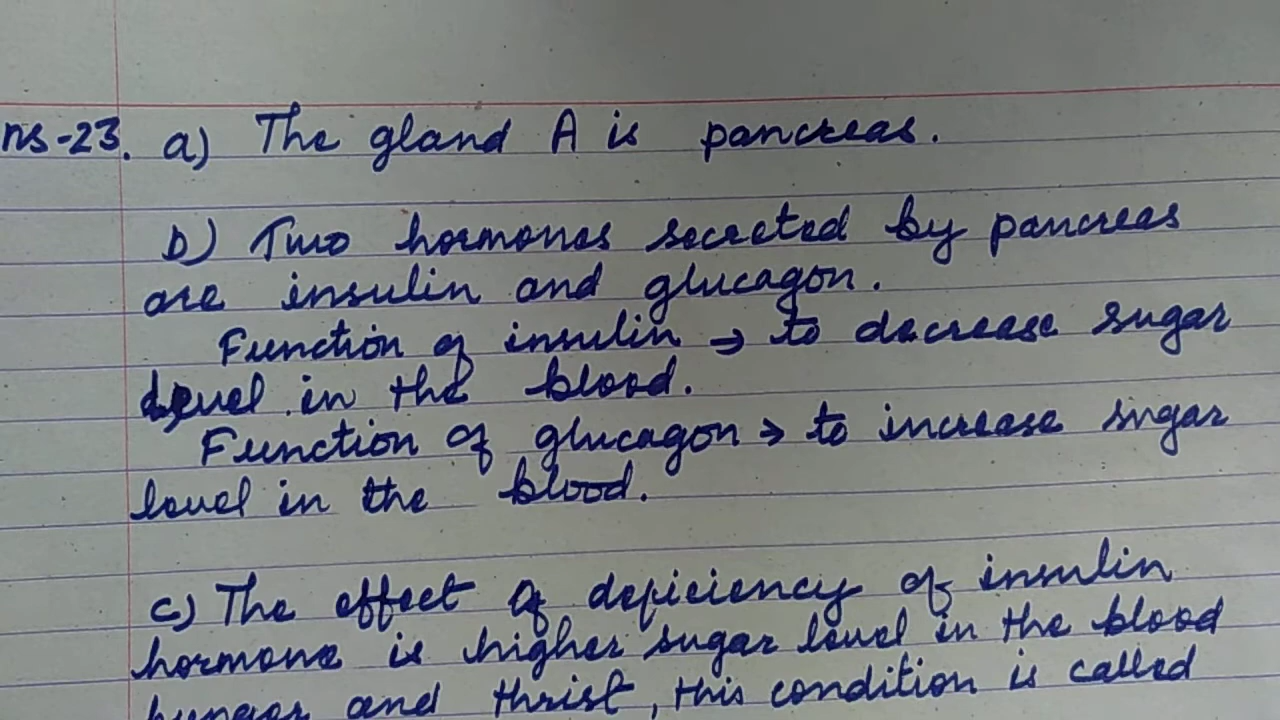 ns-23. a) The gland A is pancreas.
b) Two hormones secreted by pancreas
are insulin and glucagon.
Function of insulin → to decrease sugar
level in the blood.
Function of glucagon → to increase sugar
level in the blood.
c) The effect of deficiency of insulin
hormone is higher sugar level in the blood
hunger and thrist, this condition is called